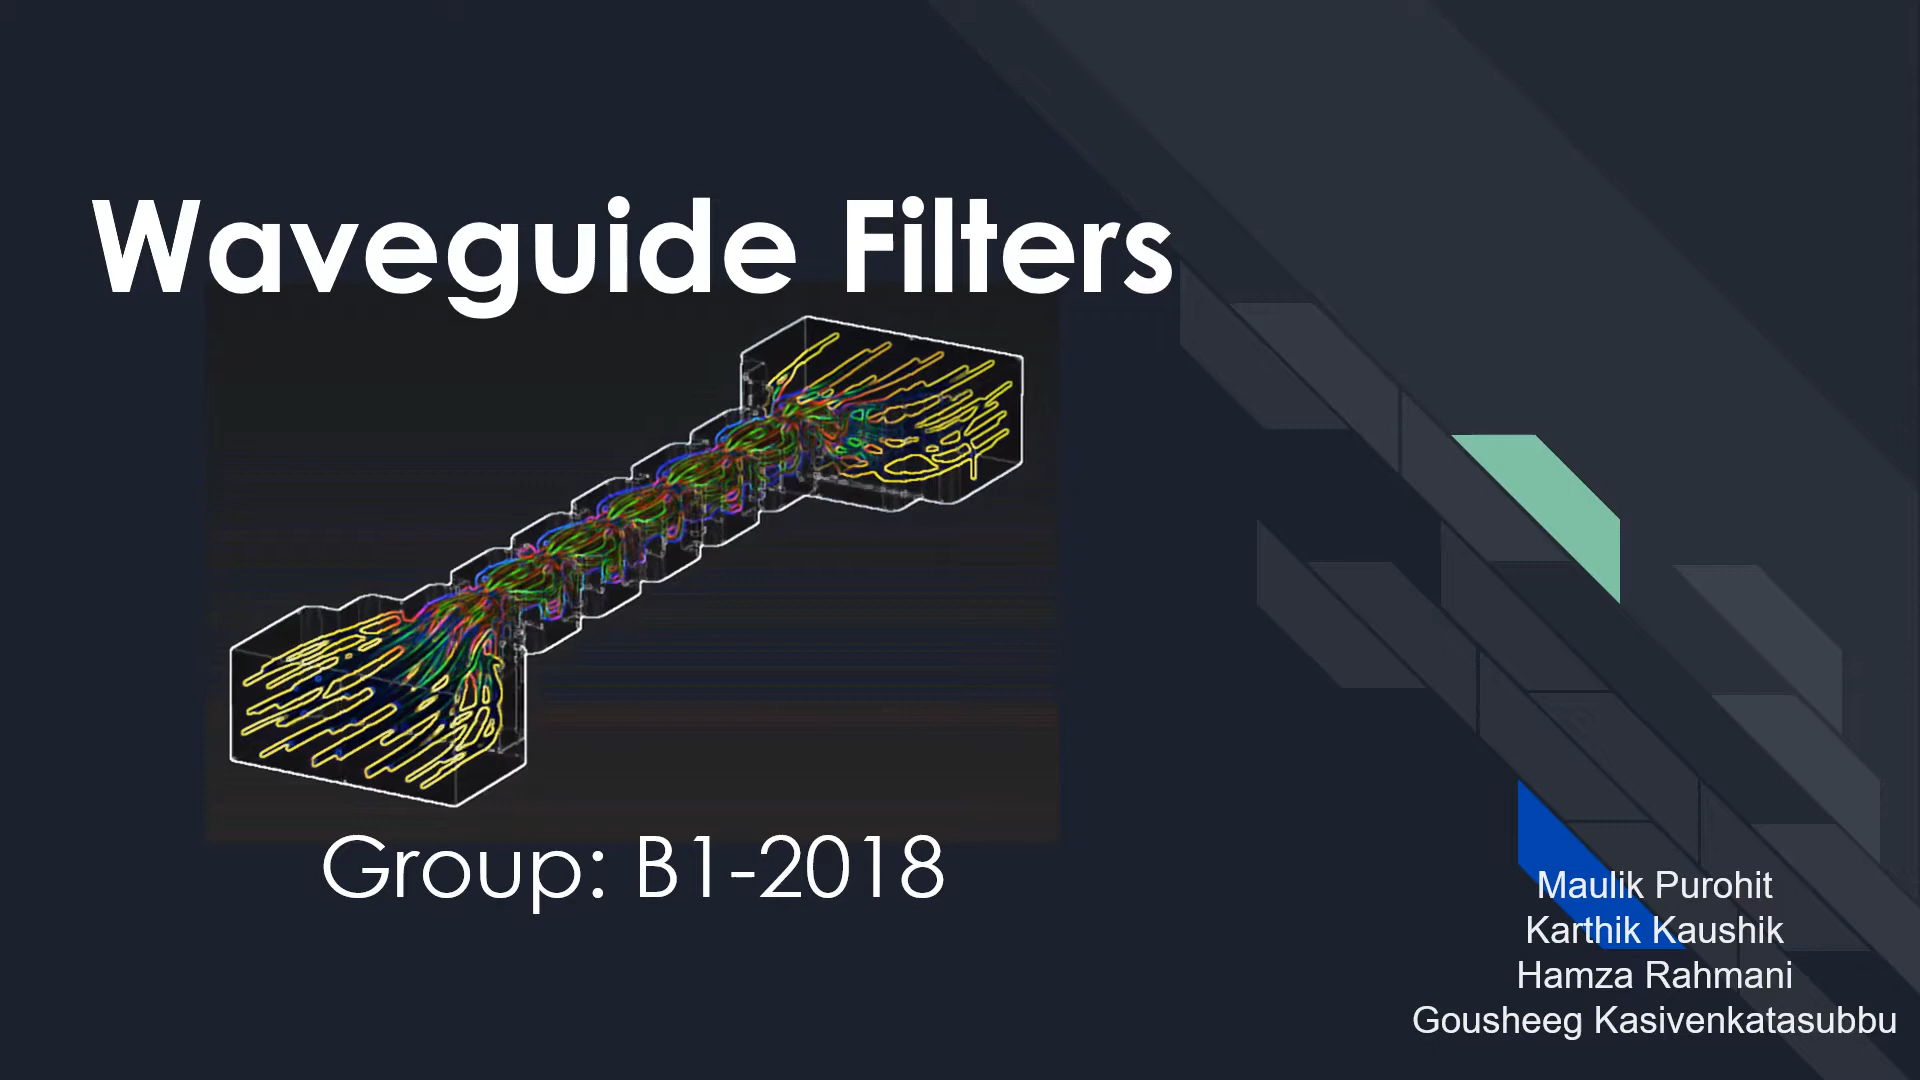 Waveguide Filters
Group: B1-2018
Maulik Purohit
Karthik Kaushik
Hamza Rahmani
Gousheeg Kasivenkatasubbu